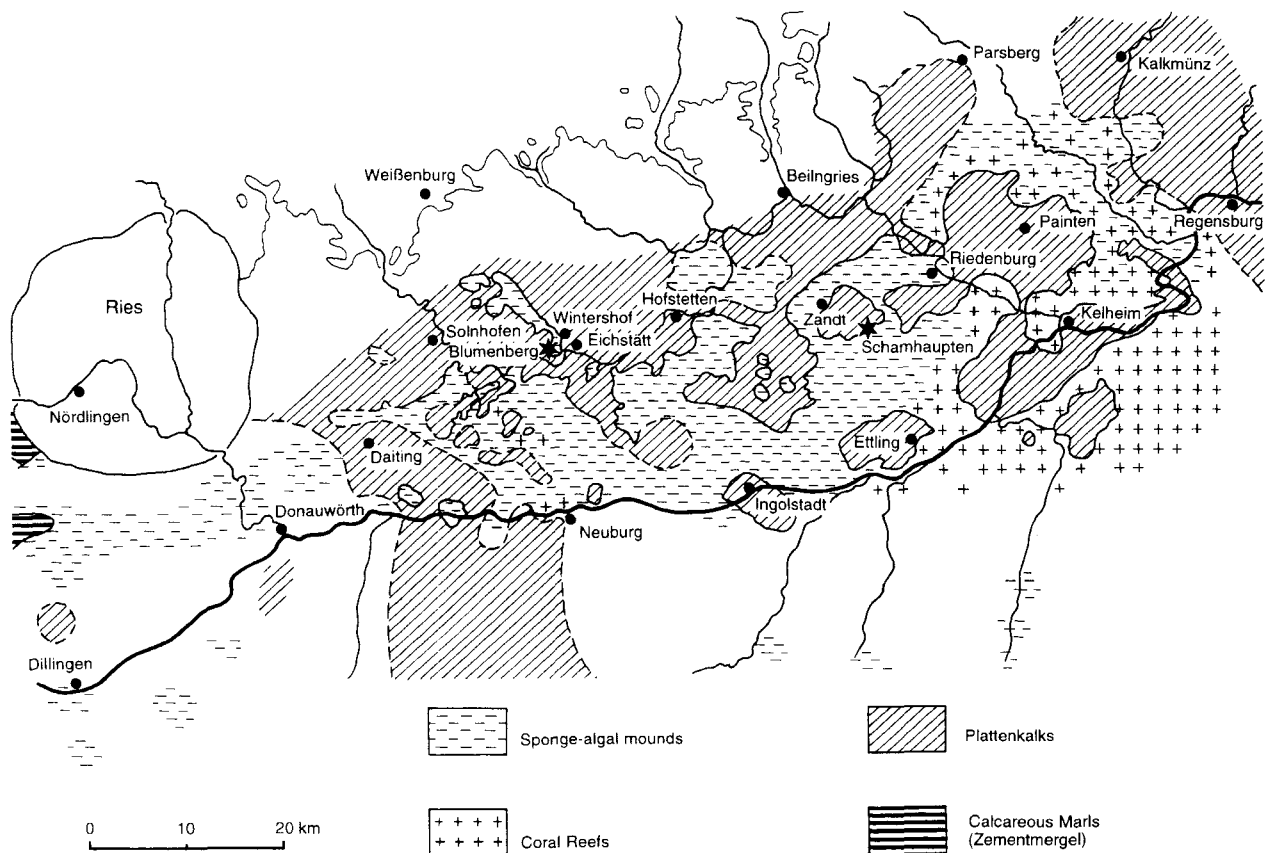 Parsberg
Kalkmünz
Weißenburg
Beilngries
Regensburg
Painten
Riedenburg
Ries
Hofstetten
Zandt
Kelheim
Wintershof
Solnhofen
Eichstätt
Blumenberg
Schamhaupten
Nördlingen
Daiting
Ettling
Donauwörth
Ingolstadt
Neuburg
Dillingen
Sponge-algal mounds
Plattenkalks
0 10 20 km
Coral Reefs
Calcareous Marls
(Zementmergel)